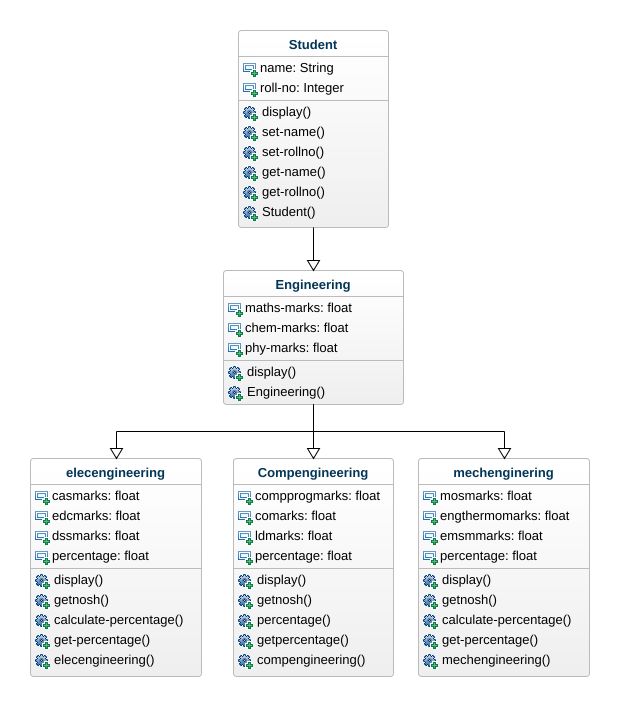 Student
name: String
roll-no: Integer
display()
set-name()
set-rollno()
get-name()
get-rollno()
Student()
Engineering
maths-marks: float
chem-marks: float
phy-marks: float
display()
Engineering()
elecengineering
casmarks: float
edcmarks: float
dssmarks: float
percentage: float
display()
getnosh()
calculate-percentage()
get-percentage()
elecengineering()
Compengineering
compprogmarks: float
comarks: float
ldmarks: float
percentage: float
display()
getnosh()
percentage()
getpercentage()
compengineering()
mechenginering
mosmarks: float
engthermomarks: float
emsmmarks: float
percentage: float
display()
getnosh()
calculate-percentage()
get-percentage()
mechengineering()